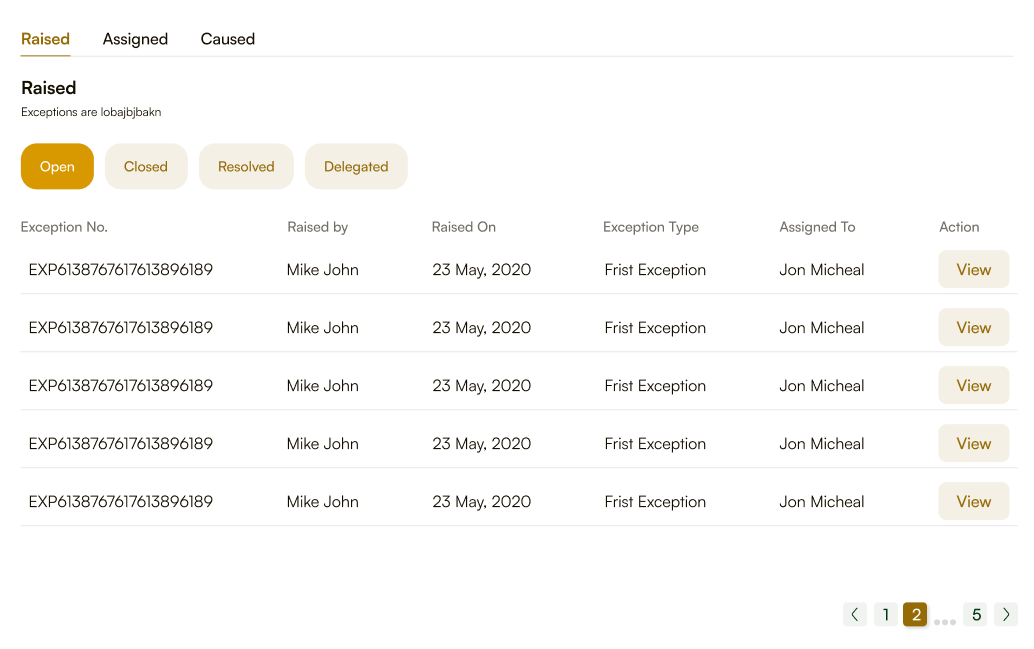 Raised Assigned Caused
Raised
Exceptions are lobajbjbakn
Open Closed Resolved Delegated
Exception No. Raised by Raised On Exception Type Assigned To Action
EXP6138767617613896189 Mike John 23 May, 2020 Frist Exception Jon Micheal View
EXP6138767617613896189 Mike John 23 May, 2020 Frist Exception Jon Micheal View
EXP6138767617613896189 Mike John 23 May, 2020 Frist Exception Jon Micheal View
EXP6138767617613896189 Mike John 23 May, 2020 Frist Exception Jon Micheal View
EXP6138767617613896189 Mike John 23 May, 2020 Frist Exception Jon Micheal View
1 2 ... 5